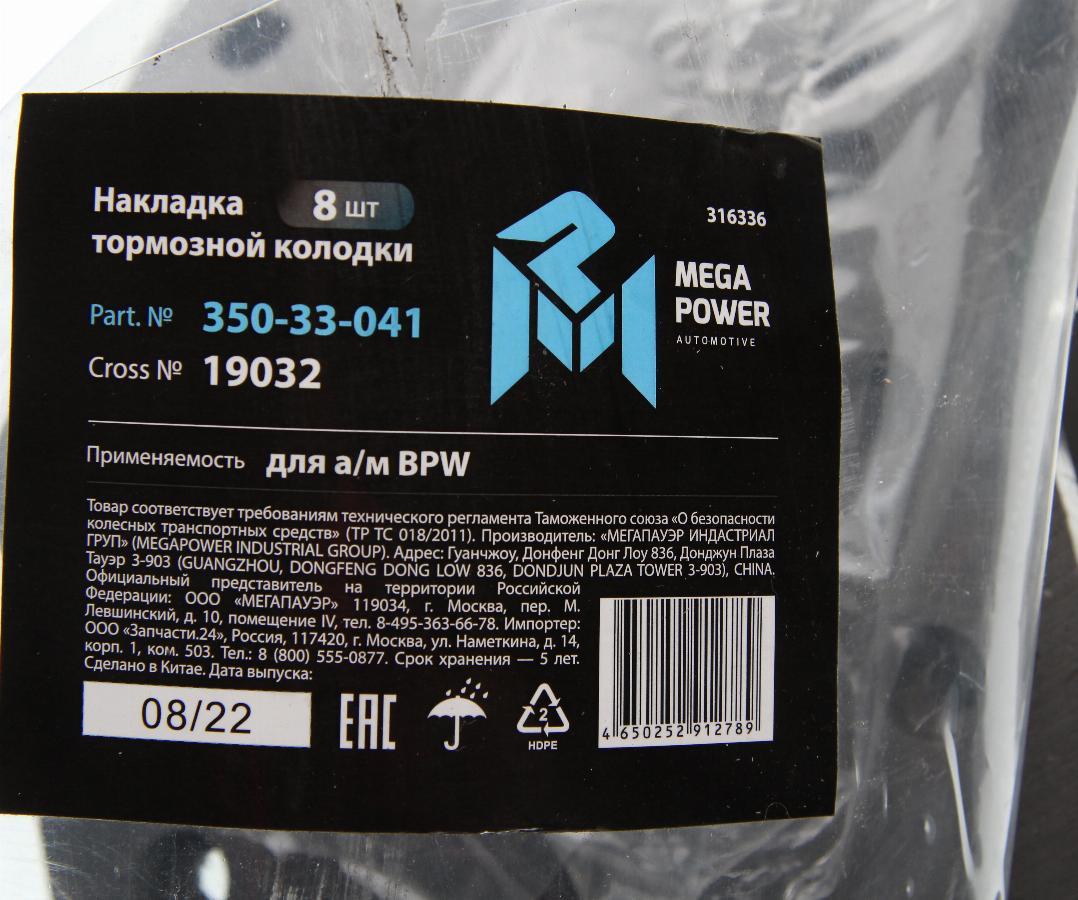 Накладка 8 шт
тормозной колодки
Part. № 350-33-041
Cross № 19032
316336
MEGA
POWER
AUTOMOTIVE
Применяемость для а/м BPW
Товар соответствует требованиям технического регламента Таможенного союза «О безопасности
колесных транспортных средств» (ТР ТС 018/2011). Производитель: «МЕГАПАУЭР ИНДАСТРИАЛ
ГРУП» (MEGAPOWER INDUSTRIAL GROUP). Адрес: Гуанчжоу, Донфенг Донг Лоу 836, Донджун Плаза
Тауэр 3-903 (GUANGZHOU, DONGFENG DONG LOW 836, DONDJUN PLAZA TOWER 3-903), CHINA.
Официальный представитель на территории Российской
Федерации: ООО «МЕГАПАУЭР» 119034, г. Москва, пер. М.
Левшинский, д. 10, помещение IV, тел. 8-495-363-66-78. Импортер:
ООО «Запчасти.24», Россия, 117420, г. Москва, ул. Наметкина, д. 14,
корп. 1, ком. 503. Тел.: 8 (800) 555-0877. Срок хранения — 5 лет.
Сделано в Китае. Дата выпуска:
08/22
EAC
2
HDPE
4 650252 912789